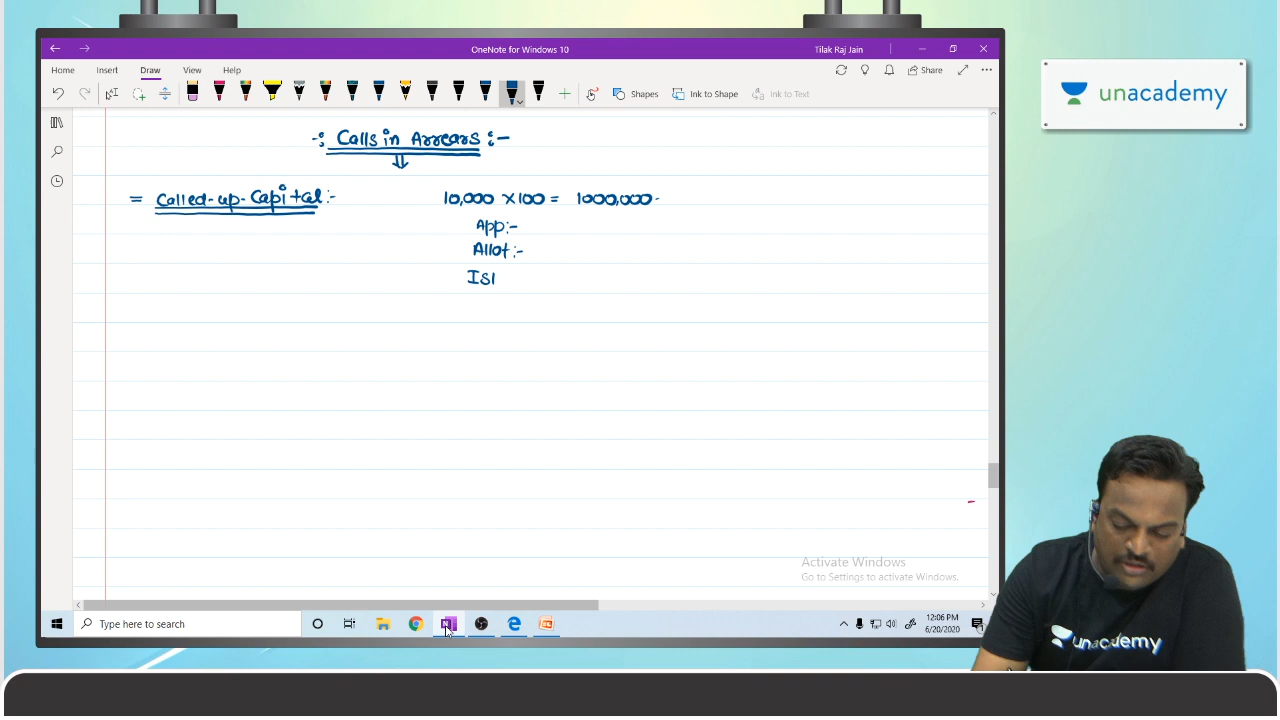 OneNote for Windows 10
Tilak Raj Jain
Home Insert Draw View Help
Share
Shapes
Ink to Shape
Ink to Text
unacademy
-: Calls in Arrears :-
= Called-up-Capital:-
10,000 × 100 = 1000,000-
App:-
Allot:-
Ist
Activate Windows
Go to Settings to activate Windows.
Type here to search
12:06 PM
6/20/2020
unacademy